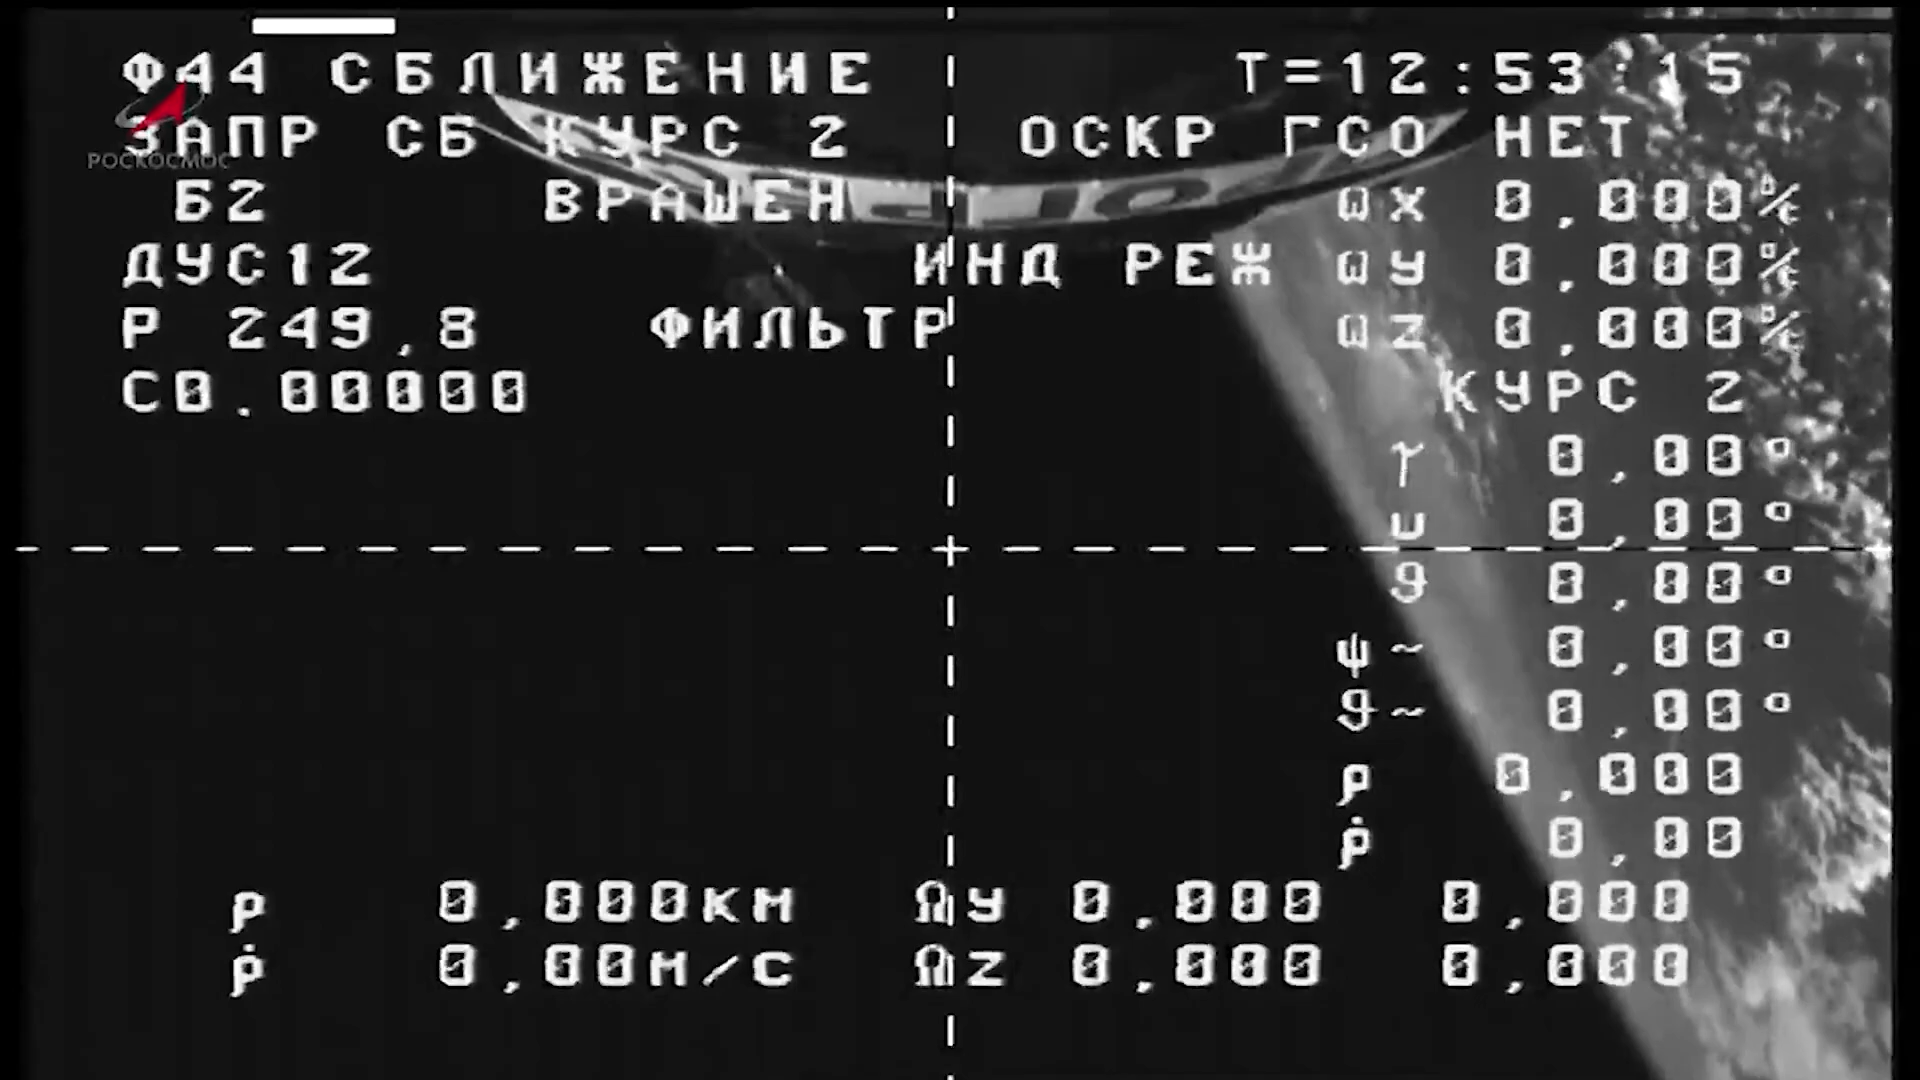 Ф44 СБЛИЖЕНИЕ T=12:53:15
ЗАПР СБ КУРС 2 ОСКР ГСО НЕТ
РОСКОСМОС
Б2 ВРАШЕН ωX 0,000°/c
ДУС12 ИНД РЕЖ ωY 0,000°/c
Р 249,8 ФИЛЬТР ωZ 0,000°/c
С0.00000 КУРС 2
γ 0,00°
0,00°
ϑ 0,00°
ψ~ 0,00°
ϑ~ 0,00°
ρ 0,000
ρ̇ 0,00
ρ 0,000КМ ΩY 0,000 0,000
ρ̇ 0,00М/С ΩZ 0,000 0,000